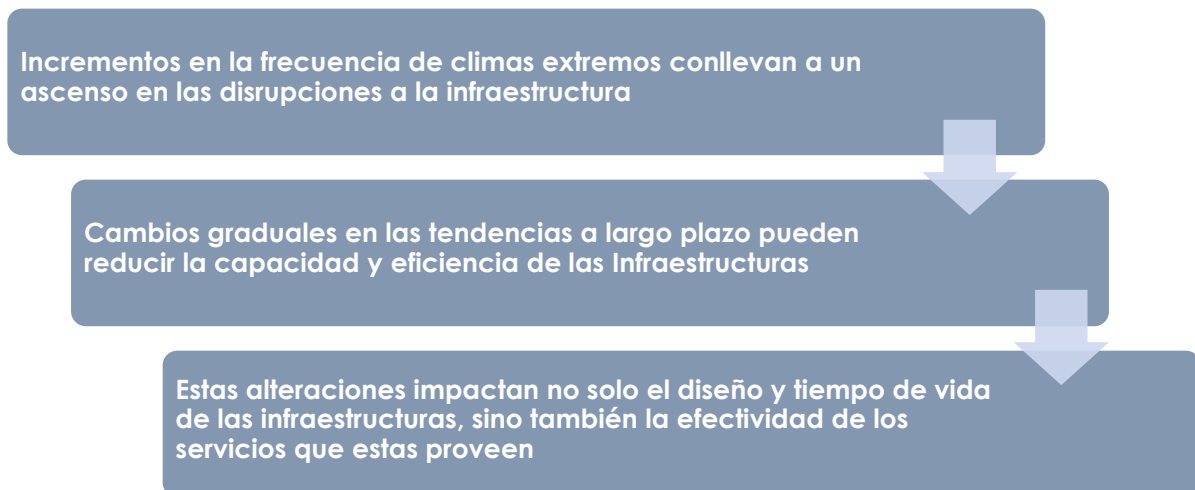 Incrementos en la frecuencia de climas extremos conllevan a un
ascenso en las disrupciones a la infraestructura
Cambios graduales en las tendencias a largo plazo pueden
reducir la capacidad y eficiencia de las Infraestructuras
Estas alteraciones impactan no solo el diseño y tiempo de vida
de las infraestructuras, sino también la efectividad de los
servicios que estas proveen